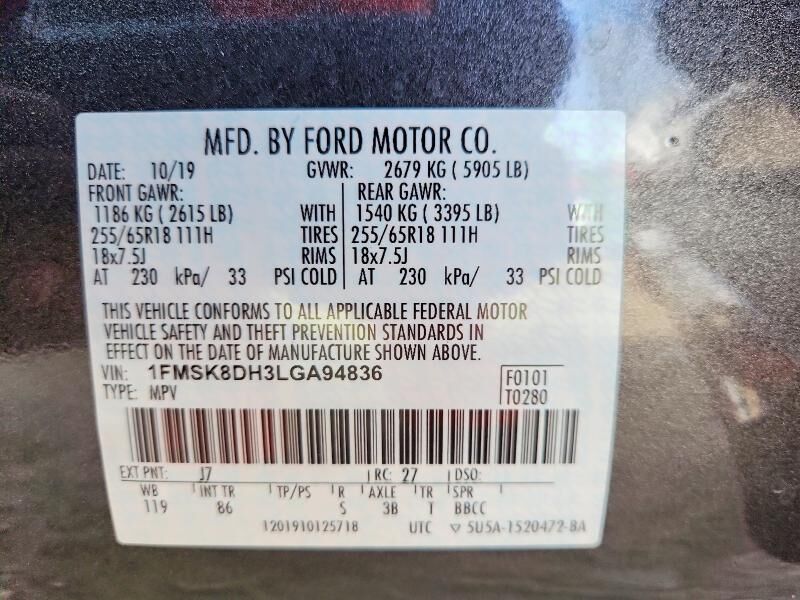 MFD. BY FORD MOTOR CO.
DATE: 10/19 GVWR: 2679 KG ( 5905 LB)
FRONT GAWR: REAR GAWR:
1186 KG ( 2615 LB) WITH 1540 KG ( 3395 LB) WITH
255/65R18 111H TIRES 255/65R18 111H TIRES
18x7.5J RIMS 18x7.5J RIMS
AT 230 kPa/ 33 PSI COLD AT 230 kPa/ 33 PSI COLD
THIS VEHICLE CONFORMS TO ALL APPLICABLE FEDERAL MOTOR
VEHICLE SAFETY AND THEFT PREVENTION STANDARDS IN
EFFECT ON THE DATE OF MANUFACTURE SHOWN ABOVE.
VIN: 1FMSK8DH3LGA94836 F0101
TYPE: MPV T0280
EXT PNT: J7 RC: 27 DSO:
WB INT TR TP/PS R AXLE TR SPR
119 86 S 3B T BBCC
1201910125718 UTC ▽ 5U5A-1520472-BA